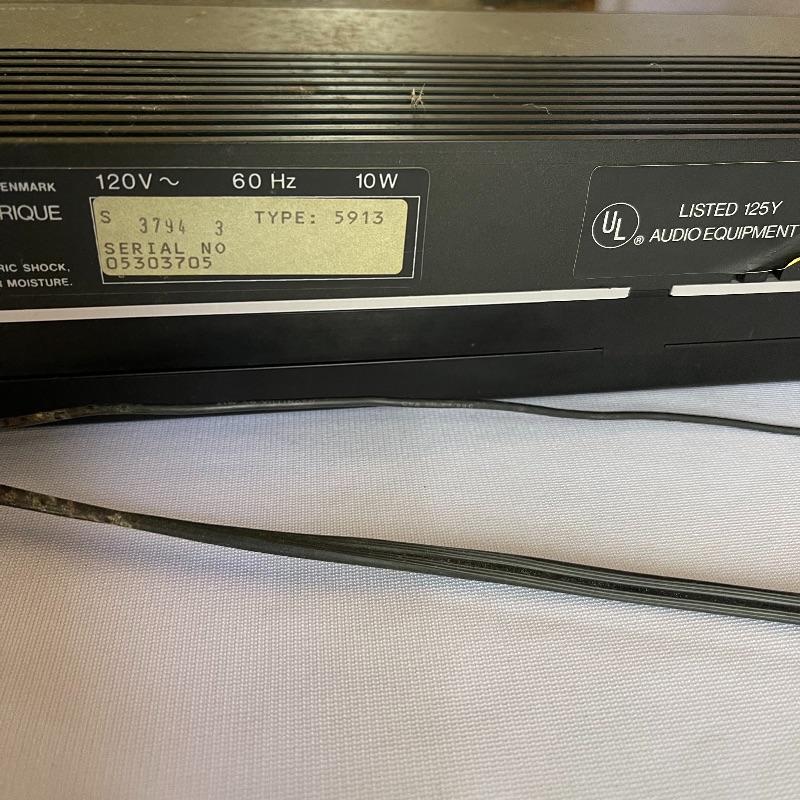 ENMARK
120V~ 60 Hz 10W
RIQUE
S 3794 3 TYPE: 5913
SERIAL NO
05303705
RIC SHOCK,
MOISTURE.
UL ®
LISTED 125Y
AUDIO EQUIPMENT